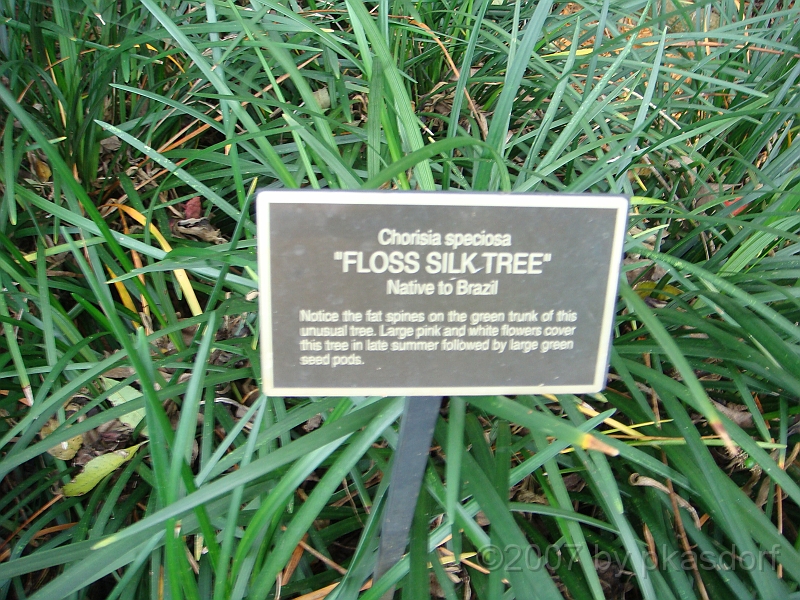 Chorisia speciosa
"FLOSS SILK TREE"
Native to Brazil
Notice the fat spines on the green trunk of this
unusual tree. Large pink and white flowers cover
this tree in late summer followed by large green
seed pods.
©2007 by pkasdorf